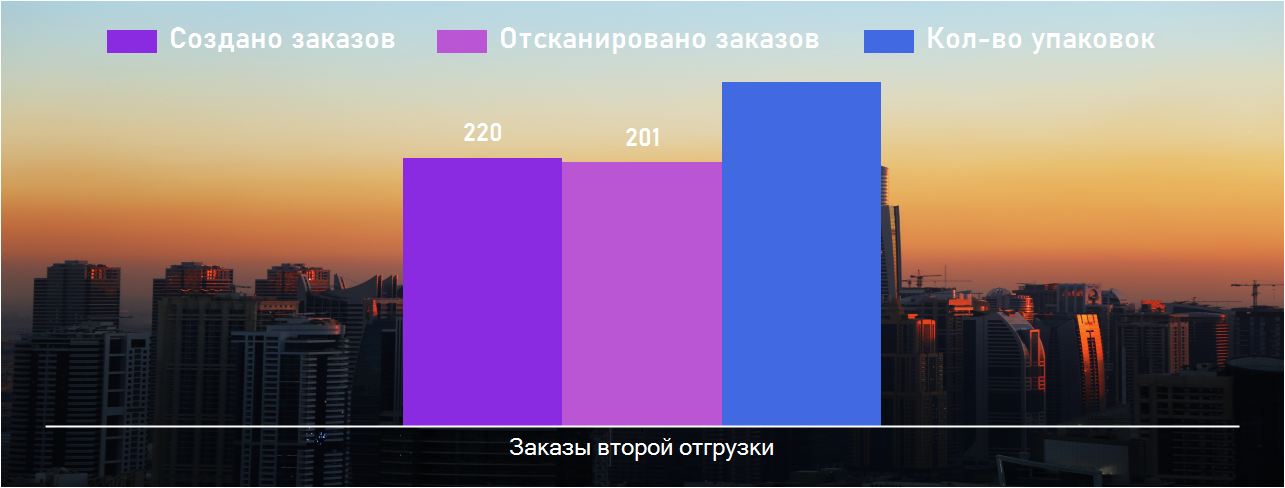 Создано заказов Отсканировано заказов Кол-во упаковок
220
201
Заказы второй отгрузки